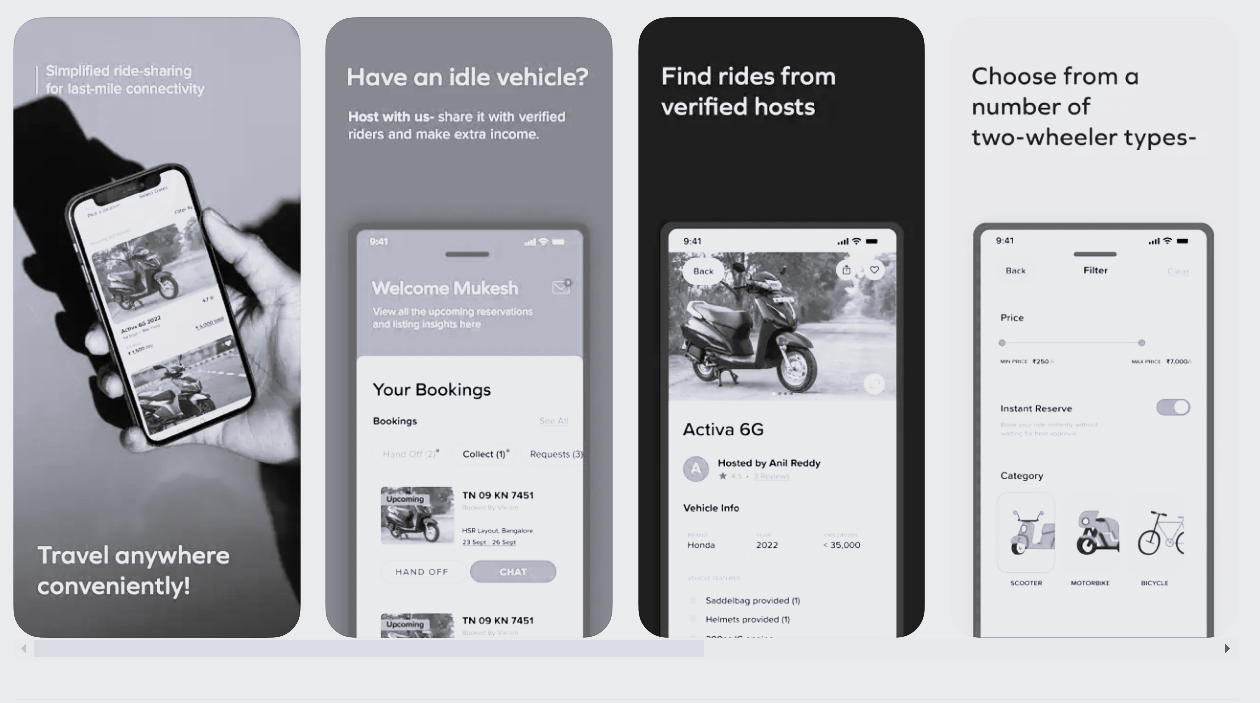 Simplified ride-sharing
for last-mile connectivity
Activa 6G 2022
Travel anywhere
conveniently!
Have an idle vehicle?
Host with us- share it with verified
riders and make extra income.
9:41
Welcome Mukesh
View all the upcoming reservations
and listing insights here
Your Bookings
Bookings See All
Hand Off (2) Collect (1) Requests (3)
Upcoming
TN 09 KN 7451
Booked By Vikram
HSR Layout, Bangalore
23 Sept - 26 Sept
HAND OFF CHAT
Upcoming
TN 09 KN 7451
Booked By Vikram
Find rides from
verified hosts
9:41
Back
Activa 6G
A
Hosted by Anil Reddy
4.5 • 3 Reviews
Vehicle Info
Honda 2022 < 35,000
VEHICLE FEATURES
Saddelbag provided (1)
Helmets provided (1)
Choose from a
number of
two-wheeler types-
9:41
Back Filter Clear
Price
MIN PRICE ₹250/- MAX PRICE ₹7,000/-
Instant Reserve
Book your ride instantly without
waiting for host approval
Category
SCOOTER MOTORBIKE BICYCLE